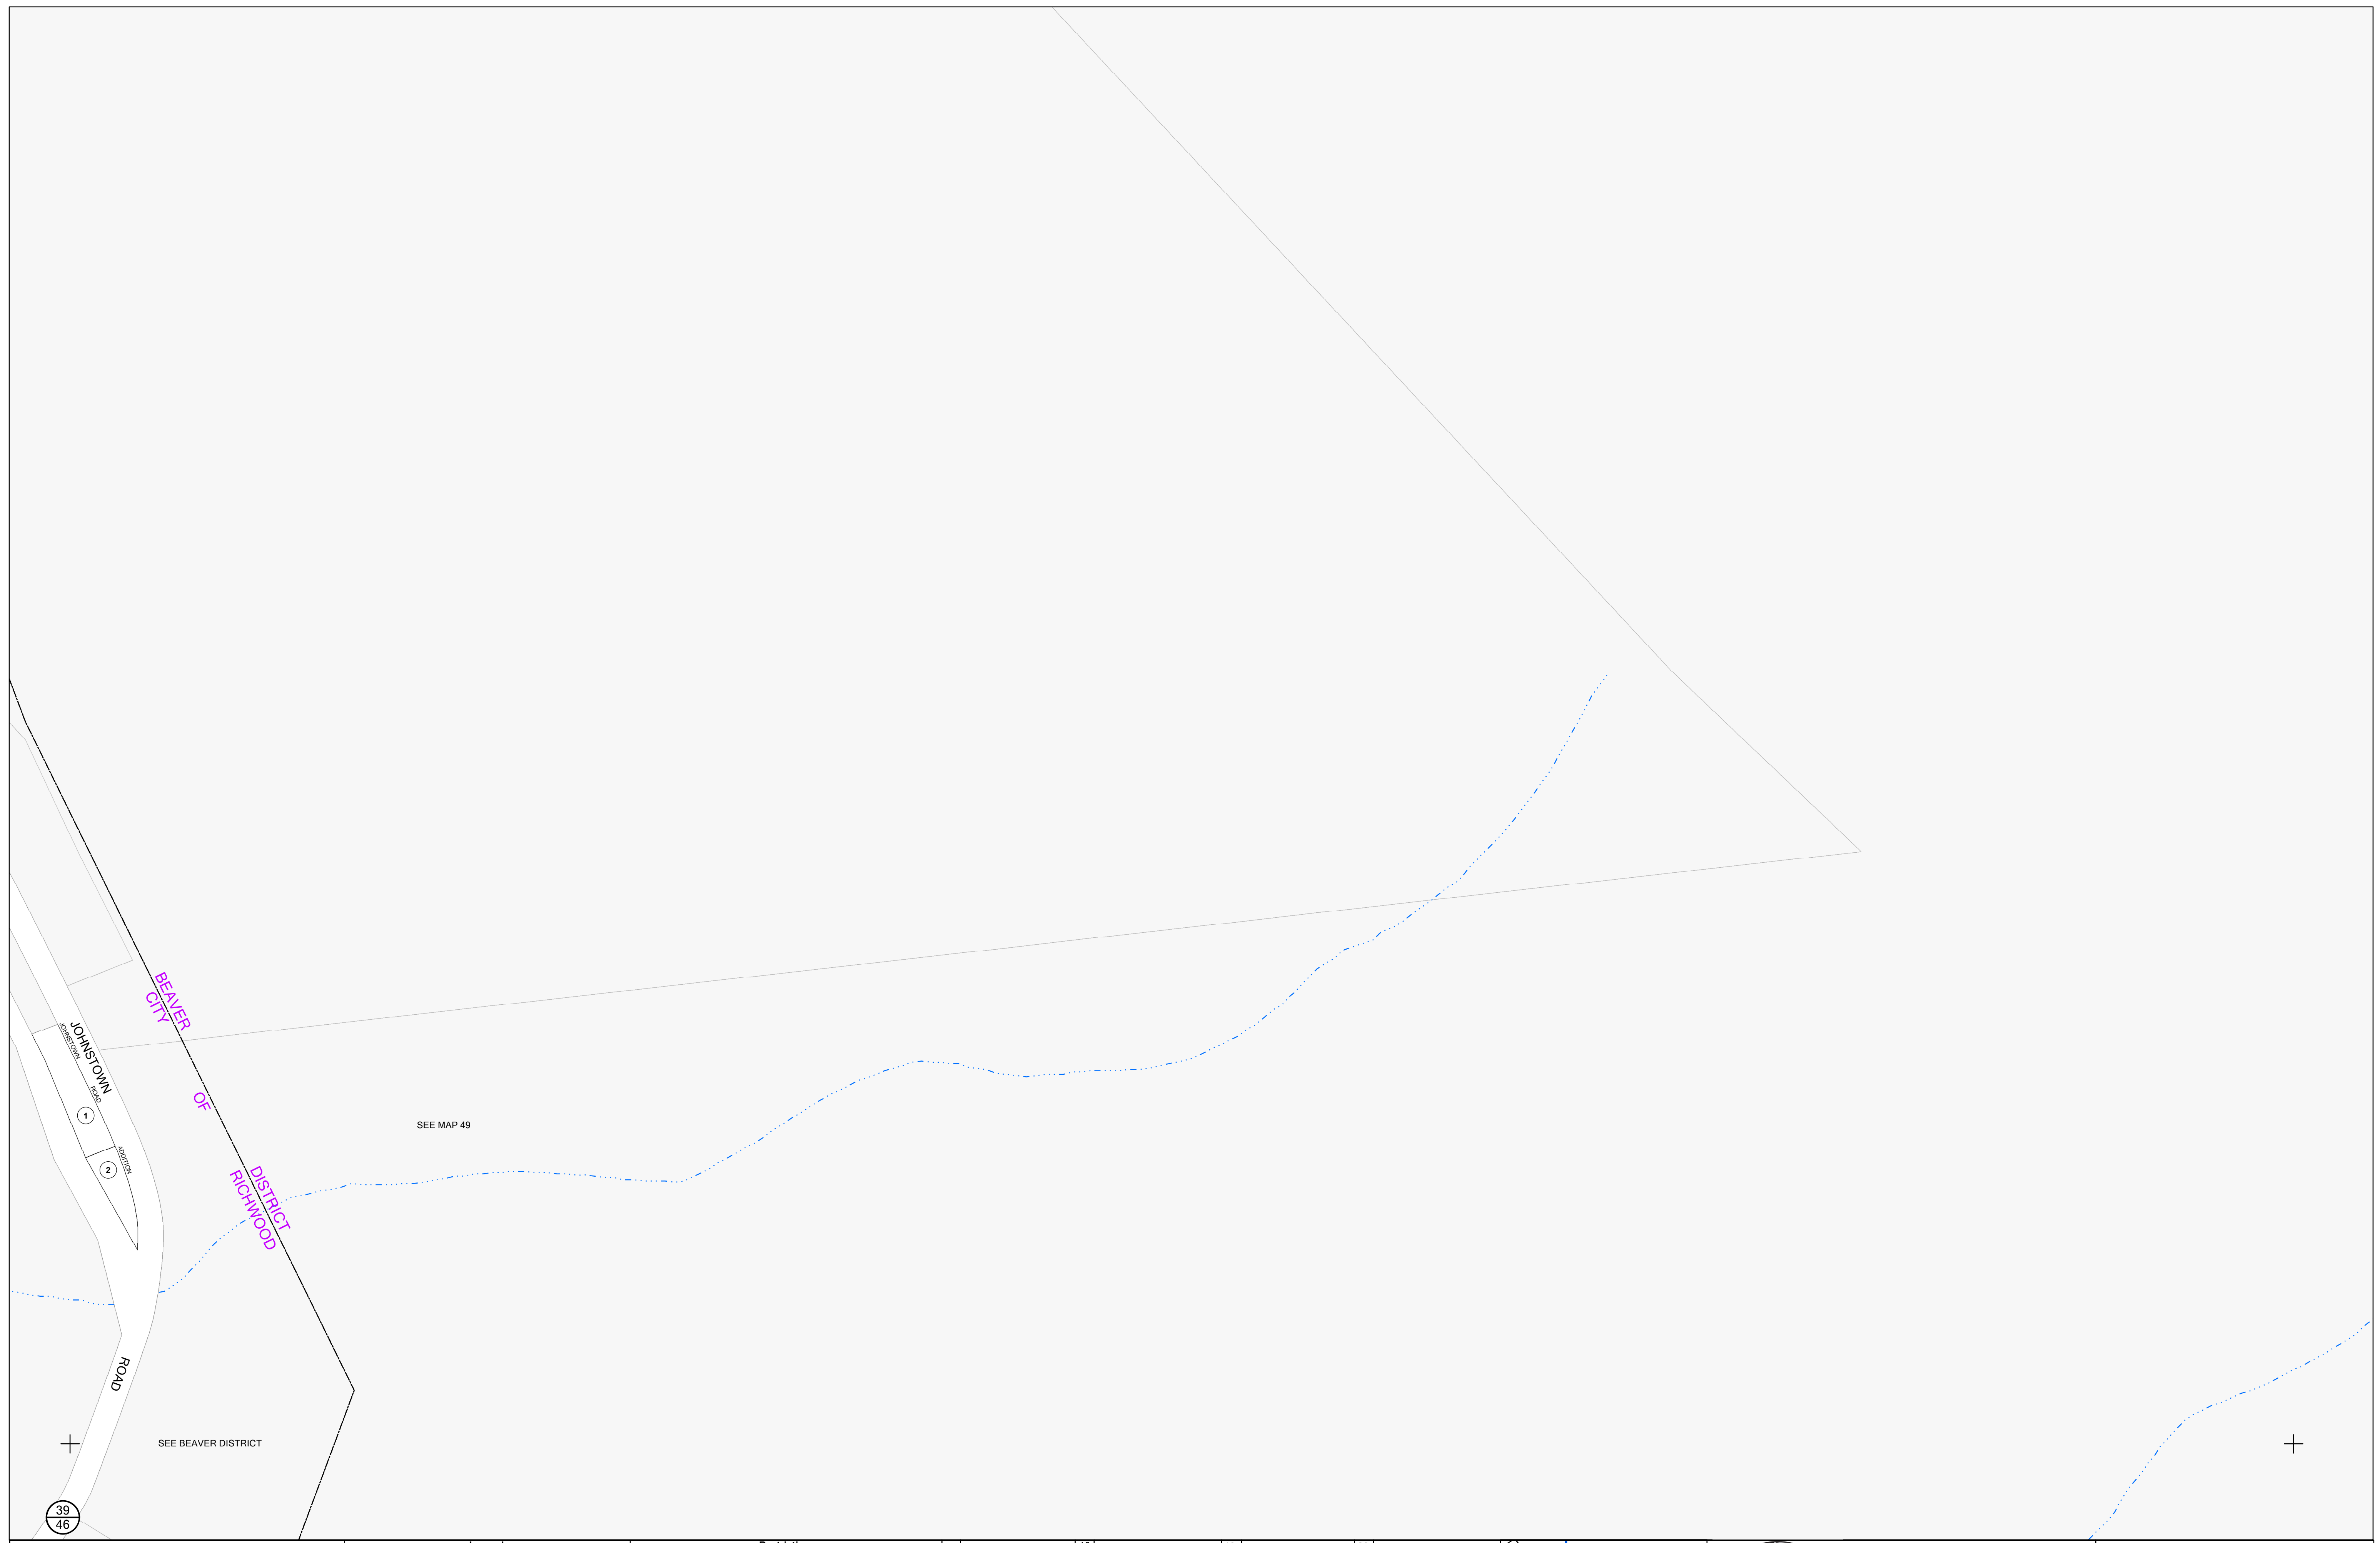 BEAVER
CITY
JOHNSTOWN
JOHNSTOWN
ROAD
OF
1
SEE MAP 49
ADDITION
2
DISTRICT
RICHWOOD
ROAD
SEE BEAVER DISTRICT
39
46